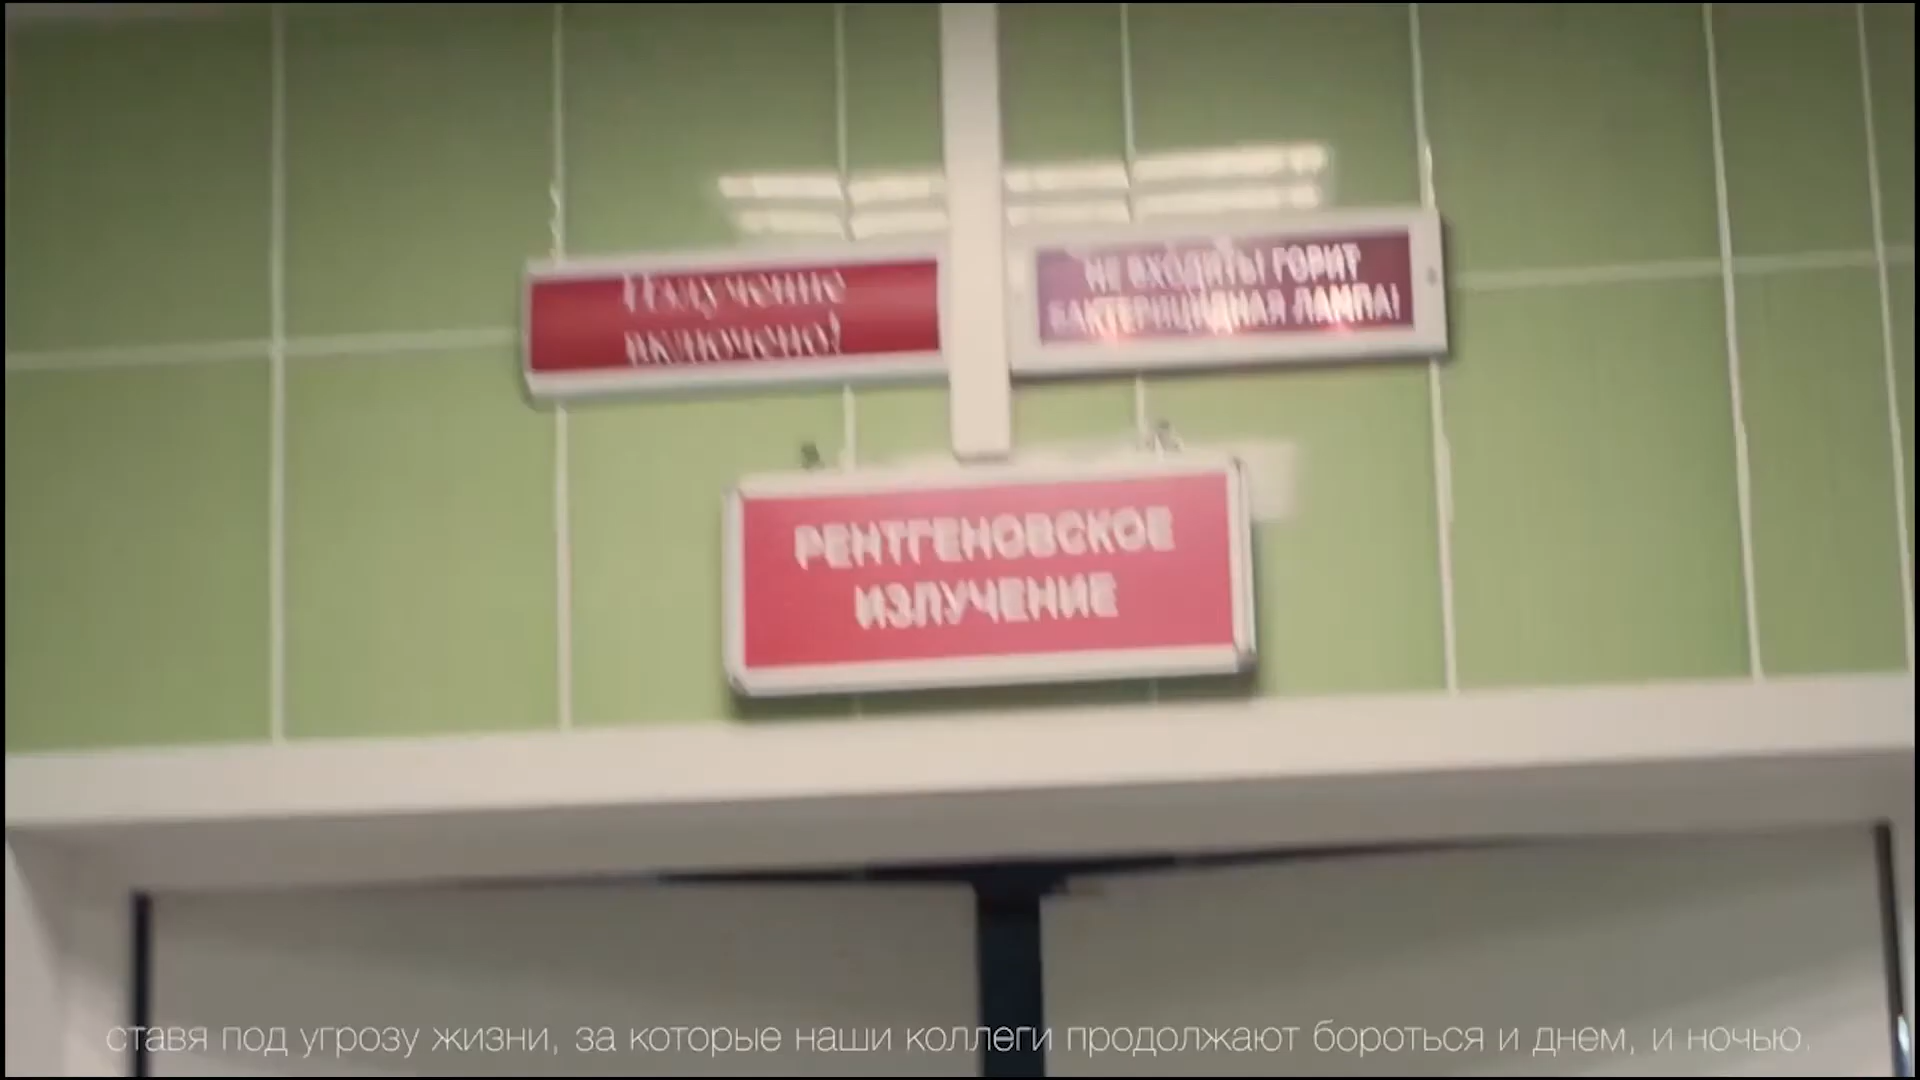 Излучение
включено!
НЕ ВХОДИТЬ! ГОРИТ
БАКТЕРИЦИДНАЯ ЛАМПА!
РЕНТГЕНОВСКОЕ
ИЗЛУЧЕНИЕ
ставя под угрозу жизни, за которые наши коллеги продолжают бороться и днем, и ночью.